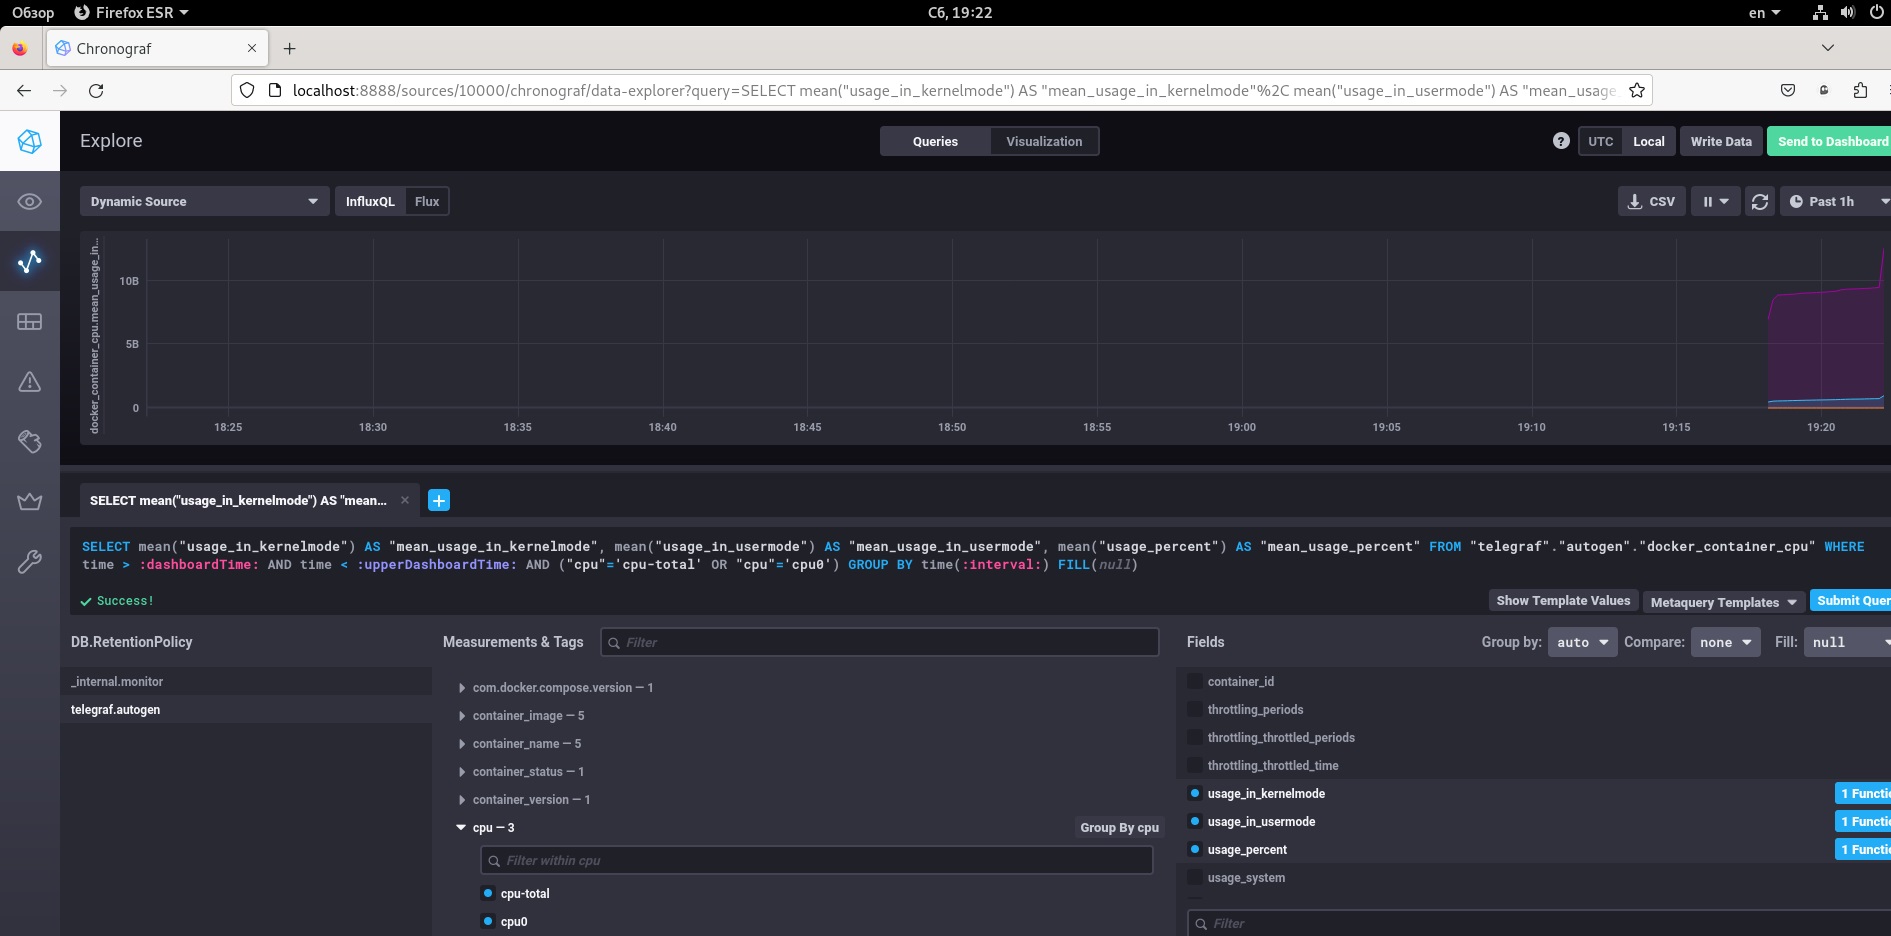 Обзор Firefox ESR Сб, 19:22 en
Chronograf
localhost:8888/sources/10000/chronograf/data-explorer?query=SELECT mean("usage_in_kernelmode") AS "mean_usage_in_kernelmode"%2C mean("usage_in_usermode") AS "mean_usage
Explore Queries Visualization ? UTC Local Write Data Send to Dashboard
Dynamic Source InfluxQL Flux CSV Past 1h
docker_container_cpu.mean_usage_in...
10B
5B
0
18:25 18:30 18:35 18:40 18:45 18:50 18:55 19:00 19:05 19:10 19:15 19:20
SELECT mean("usage_in_kernelmode") AS "mean...
SELECT mean("usage_in_kernelmode") AS "mean_usage_in_kernelmode", mean("usage_in_usermode") AS "mean_usage_in_usermode", mean("usage_percent") AS "mean_usage_percent" FROM "telegraf"."autogen"."docker_container_cpu" WHERE
time > :dashboardTime: AND time < :upperDashboardTime: AND ("cpu"='cpu-total' OR "cpu"='cpu0') GROUP BY time(:interval:) FILL(null)
Success! Show Template Values Metaquery Templates Submit Quer
DB.RetentionPolicy Measurements & Tags Filter Fields Group by: auto Compare: none Fill: null
_internal.monitor
telegraf.autogen
com.docker.compose.version — 1
container_image — 5
container_name — 5
container_status — 1
container_version — 1
cpu — 3 Group By cpu
Filter within cpu
cpu-total
cpu0
container_id
throttling_periods
throttling_throttled_periods
throttling_throttled_time
usage_in_kernelmode 1 Functi
usage_in_usermode 1 Functi
usage_percent 1 Functi
usage_system
Filter